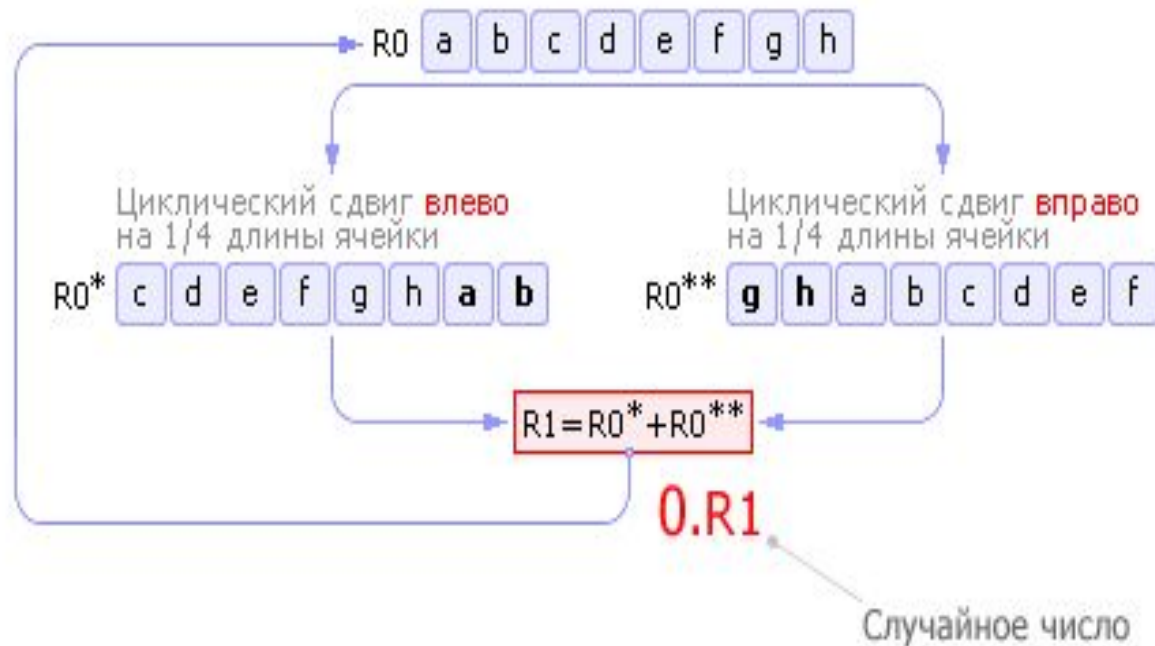 R0 a b c d e f g h
Циклический сдвиг влево
на 1/4 длины ячейки
R0* c d e f g h a b
Циклический сдвиг вправо
на 1/4 длины ячейки
R0** g h a b c d e f
R1=R0*+R0**
0.R1
Случайное число